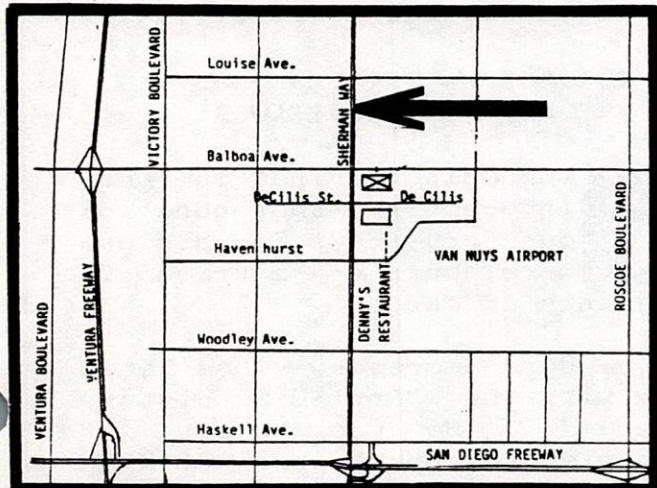 Louise Ave.
VICTORY BOULEVARD
SHERMAN WAY
Balboa Ave.
DeCilis St.
De Cilis
ROSCOE BOULEVARD
VAN NUYS AIRPORT
Havenhurst
DENNY'S
RESTAURANT
VENTURA BOULEVARD
VENTURA FREEWAY
Woodley Ave.
Haskell Ave.
SAN DIEGO FREEWAY